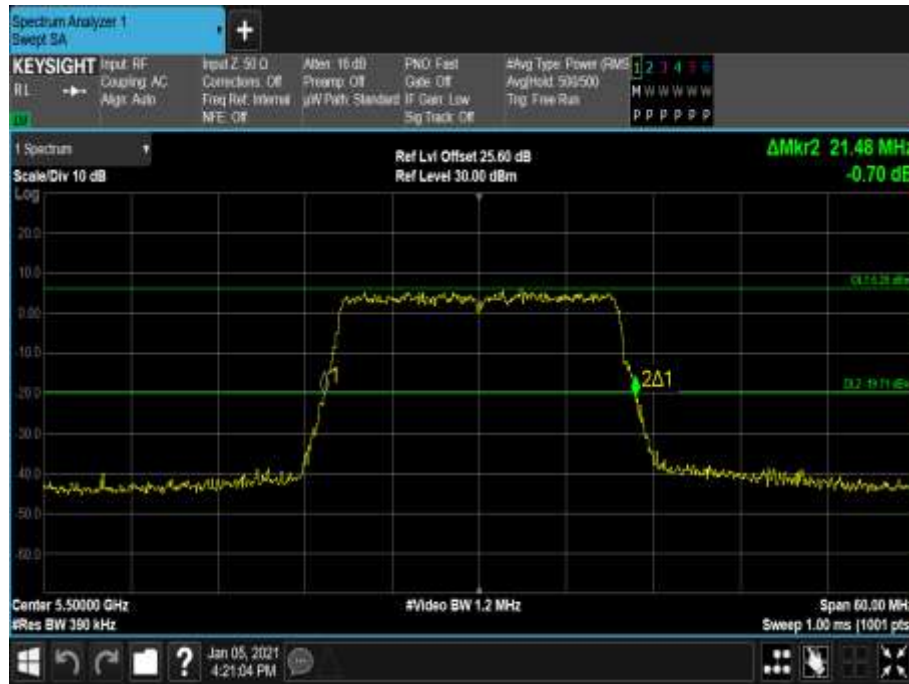 Spectrum Analyzer 1
Swept SA
+
KEYSIGHT
RL
Input: RF
Coupling: AC
Align: Auto
Input Z: 50 Ω
Corrections: Off
Freq Ref: Internal
NFE: Off
Atten: 16 dB
Preamp: Off
µW Path: Standard
PNO: Fast
Gate: Off
IF Gain: Low
Sig Track: Off
#Avg Type: Power (RMS
Avg|Hold: 500/500
Trig: Free Run
1 2 3 4 5 6
M W W W W W
P P P P P P
1 Spectrum
Scale/Div 10 dB
Log
Ref Lvl Offset 25.60 dB
Ref Level 30.00 dBm
ΔMkr2 21.48 MHz
-0.70 dB
20.0
10.0
0.00
-10.0
-20.0
-30.0
-40.0
-50.0
-60.0
1
2Δ1
DL2 -19.71 dBm
Center 5.50000 GHz
#Res BW 390 kHz
#Video BW 1.2 MHz
Span 60.00 MHz
Sweep 1.00 ms (1001 pts
?
Jan 05, 2021
4:21:04 PM